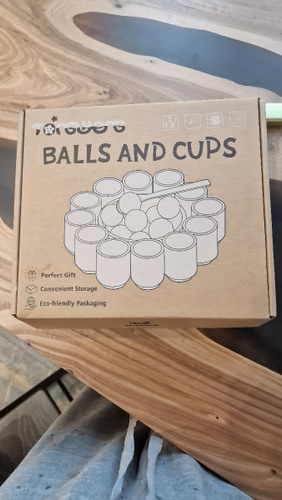 BALLS AND CUPS
Perfect Gift
Convenient Storage
Eco-friendly Packaging